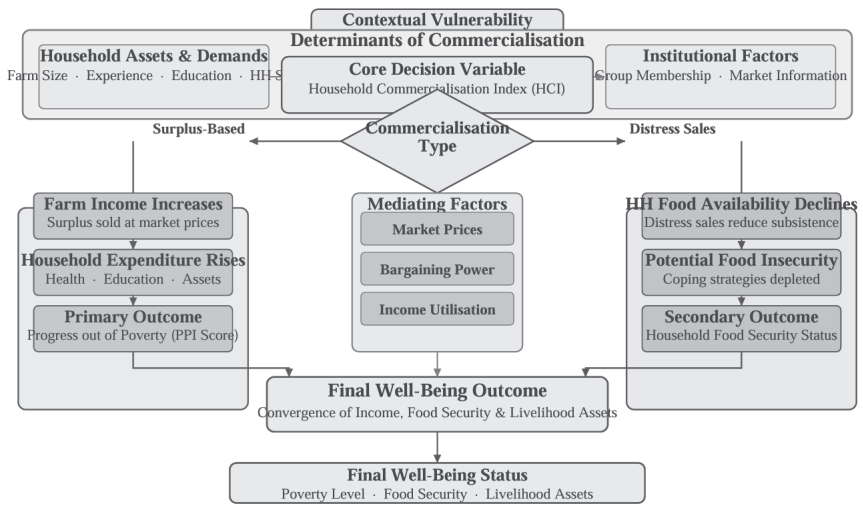 Contextual Vulnerability
Determinants of Commercialisation
Household Assets & Demands
Farm Size · Experience · Education · HH S
Core Decision Variable
Household Commercialisation Index (HCI)
Institutional Factors
Group Membership · Market Information
Commercialisation
Type
Surplus-Based
Distress Sales
Farm Income Increases
Surplus sold at market prices
Household Expenditure Rises
Health · Education · Assets
Primary Outcome
Progress out of Poverty (PPI Score)
Mediating Factors
Market Prices
Bargaining Power
Income Utilisation
HH Food Availability Declines
Distress sales reduce subsistence
Potential Food Insecurity
Coping strategies depleted
Secondary Outcome
Household Food Security Status
Final Well-Being Outcome
Convergence of Income, Food Security & Livelihood Assets
Final Well-Being Status
Poverty Level · Food Security · Livelihood Assets